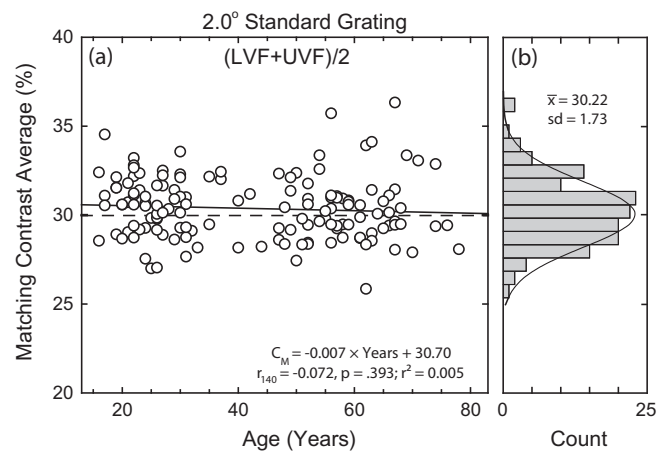 2.0° Standard Grating
(a)
(LVF+UVF)/2
(b)
x̄ = 30.22
sd = 1.73
Matching Contrast Average (%)
40
35
30
25
20
C_M = -0.007 × Years + 30.70
r₁₄₀ = -0.072, p = .393; r² = 0.005
20 40 60 80
0 25
Age (Years)
Count